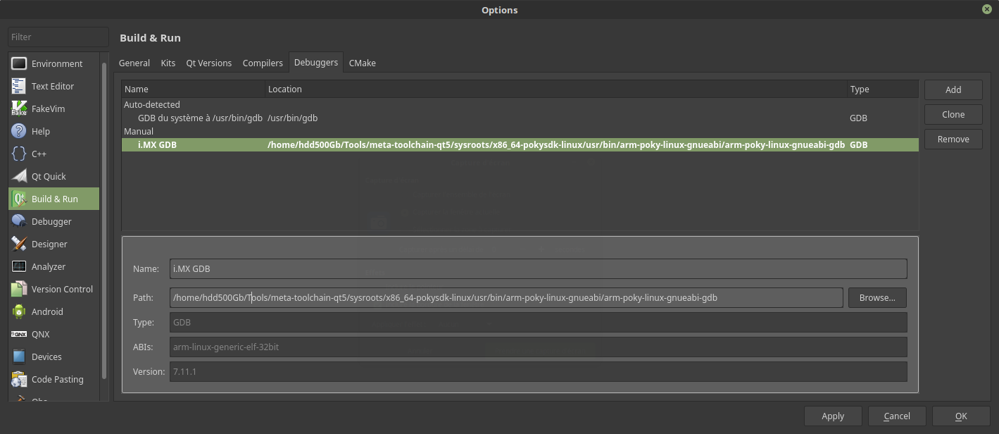 Options
Filter
Build & Run
Environment
Text Editor
FakeVim
Help
C++
Qt Quick
Build & Run
Debugger
Designer
Analyzer
Version Control
Android
QNX
Devices
Code Pasting
General Kits Qt Versions Compilers Debuggers CMake
Name Location Type
Auto-detected
GDB du système à /usr/bin/gdb /usr/bin/gdb GDB
Manual
i.MX GDB /home/hdd500Gb/Tools/meta-toolchain-qt5/sysroots/x86_64-pokysdk-linux/usr/bin/arm-poky-linux-gnueabi/arm-poky-linux-gnueabi-gdb GDB
Add
Clone
Remove
Name: i.MX GDB
Path: /home/hdd500Gb/Tools/meta-toolchain-qt5/sysroots/x86_64-pokysdk-linux/usr/bin/arm-poky-linux-gnueabi/arm-poky-linux-gnueabi-gdb Browse...
Type: GDB
ABIs: arm-linux-generic-elf-32bit
Version: 7.11.1
Apply Cancel OK